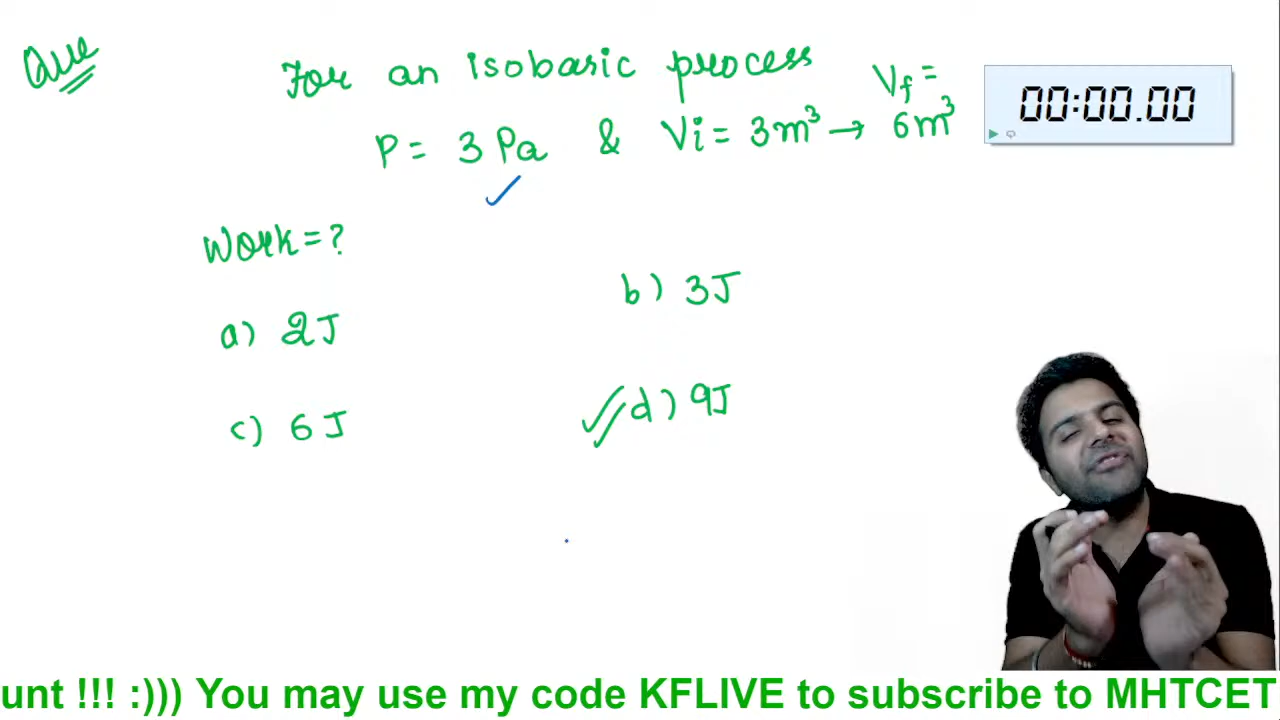 Que
For an isobaric process
P = 3 Pa & Vi = 3m³ → Vf = 6m³
00:00.00
Work = ?
a) 2J
b) 3J
c) 6J
d) 9J
unt !!! :))) You may use my code KFLIVE to subscribe to MHTCET